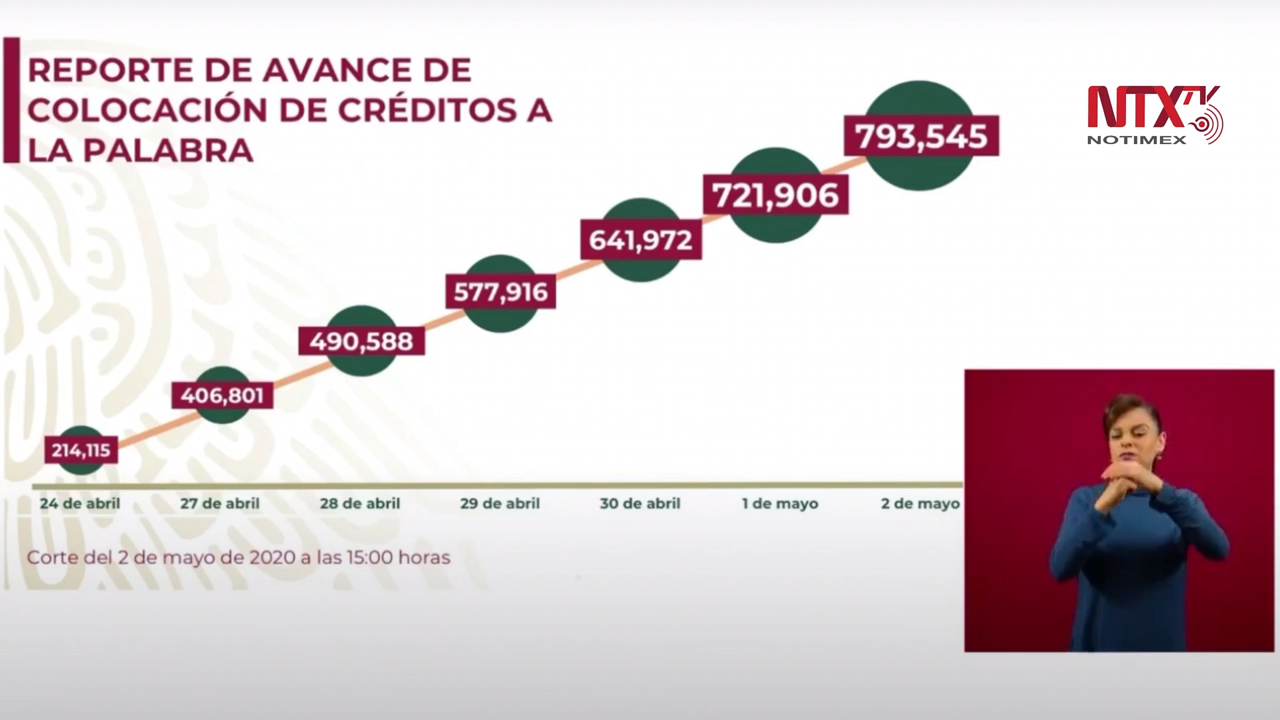 REPORTE DE AVANCE DE
COLOCACIÓN DE CRÉDITOS A
LA PALABRA
NTX TV
NOTIMEX
793,545
721,906
641,972
577,916
490,588
406,801
214,115
24 de abril 27 de abril 28 de abril 29 de abril 30 de abril 1 de mayo 2 de mayo
Corte del 2 de mayo de 2020 a las 15:00 horas